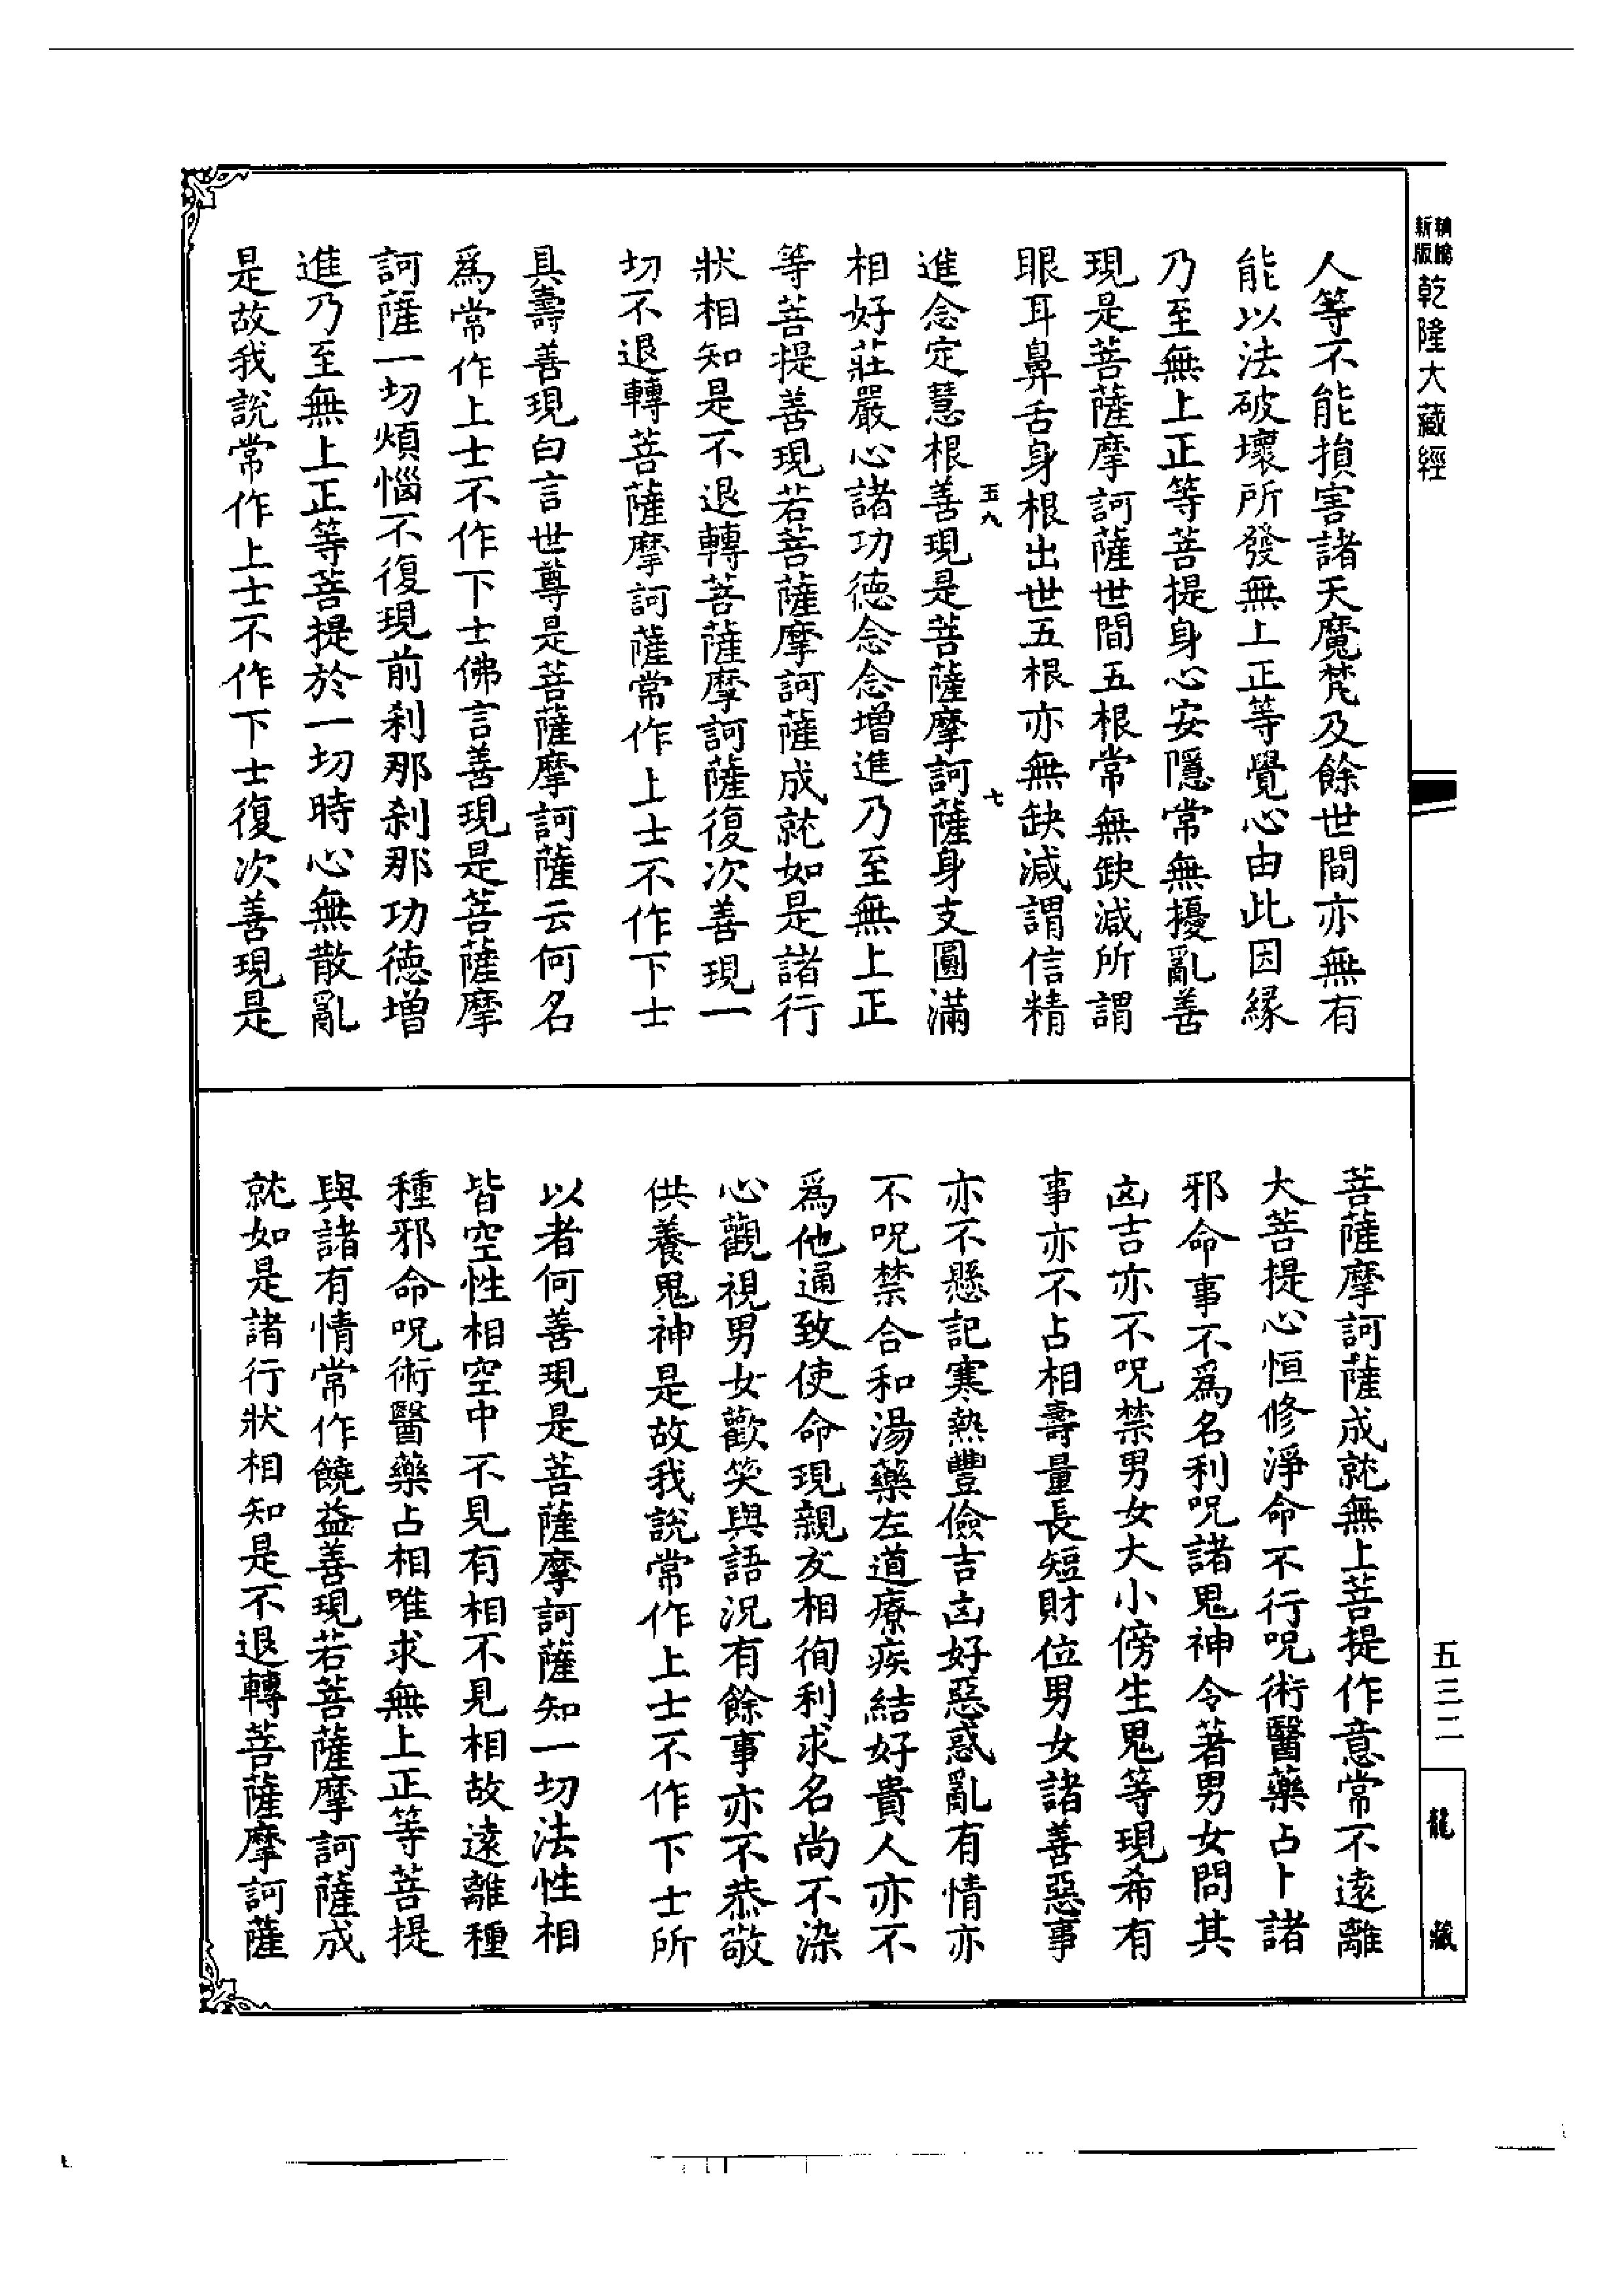 新版
精編
乾隆大藏經
人等不能損害諸天魔梵及餘世間亦無有
能以法破壞所發無上正等覺心由此因緣
乃至無上正等菩提身心安隱常無擾亂善
現是菩薩摩訶薩世間五根常無缺減所謂
眼耳鼻舌身根出世五根亦無缺減謂信精
五九
七
進念定慧根善現是菩薩摩訶薩身支圓滿
相好莊嚴心諸功德念念增進乃至無上正
等菩提善現若菩薩摩訶薩成就如是諸行
狀相知是不退轉菩薩摩訶薩復次善現一
切不退轉菩薩摩訶薩常作上士不作下士
具壽善現白言世尊是菩薩摩訶薩云何名
為常作上士不作下士佛言善現是菩薩摩
訶薩一切煩惱不復現前剎那剎那功德增
進乃至無上正等菩提於一切時心無散亂
是故我說常作上士不作下士復次善現是
菩薩摩訶薩成就無上菩提作意常不遠離
大菩提心恒修淨命不行呪術醫藥占卜諸
邪命事不為名利呪諸鬼神令著男女問其
凶吉亦不呪禁男女大小傍生鬼等現希有
事亦不占相壽量長短財位男女諸善惡事
亦不懸記寒熱豐儉吉凶好惡惑亂有情亦
不呪禁合和湯藥左道療疾結好貴人亦不
為他通致使命現親友相徇利求名尚不染
心觀視男女歡笑與語況有餘事亦不恭敬
供養鬼神是故我說常作上士不作下士所
以者何善現是菩薩摩訶薩知一切法性相
皆空性相空中不見有相不見相故遠離種
種邪命呪術醫藥占相唯求無上正等菩提
與諸有情常作饒益善現若菩薩摩訶薩成
就如是諸行狀相知是不退轉菩薩摩訶薩
五三二
龍藏